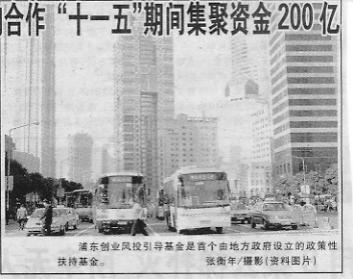 合作“十一五”期间集聚资金200亿
浦东创业风投引导基金是首个由地方政府设立的政策性
扶持基金。 张衡年/摄影(资料图片)